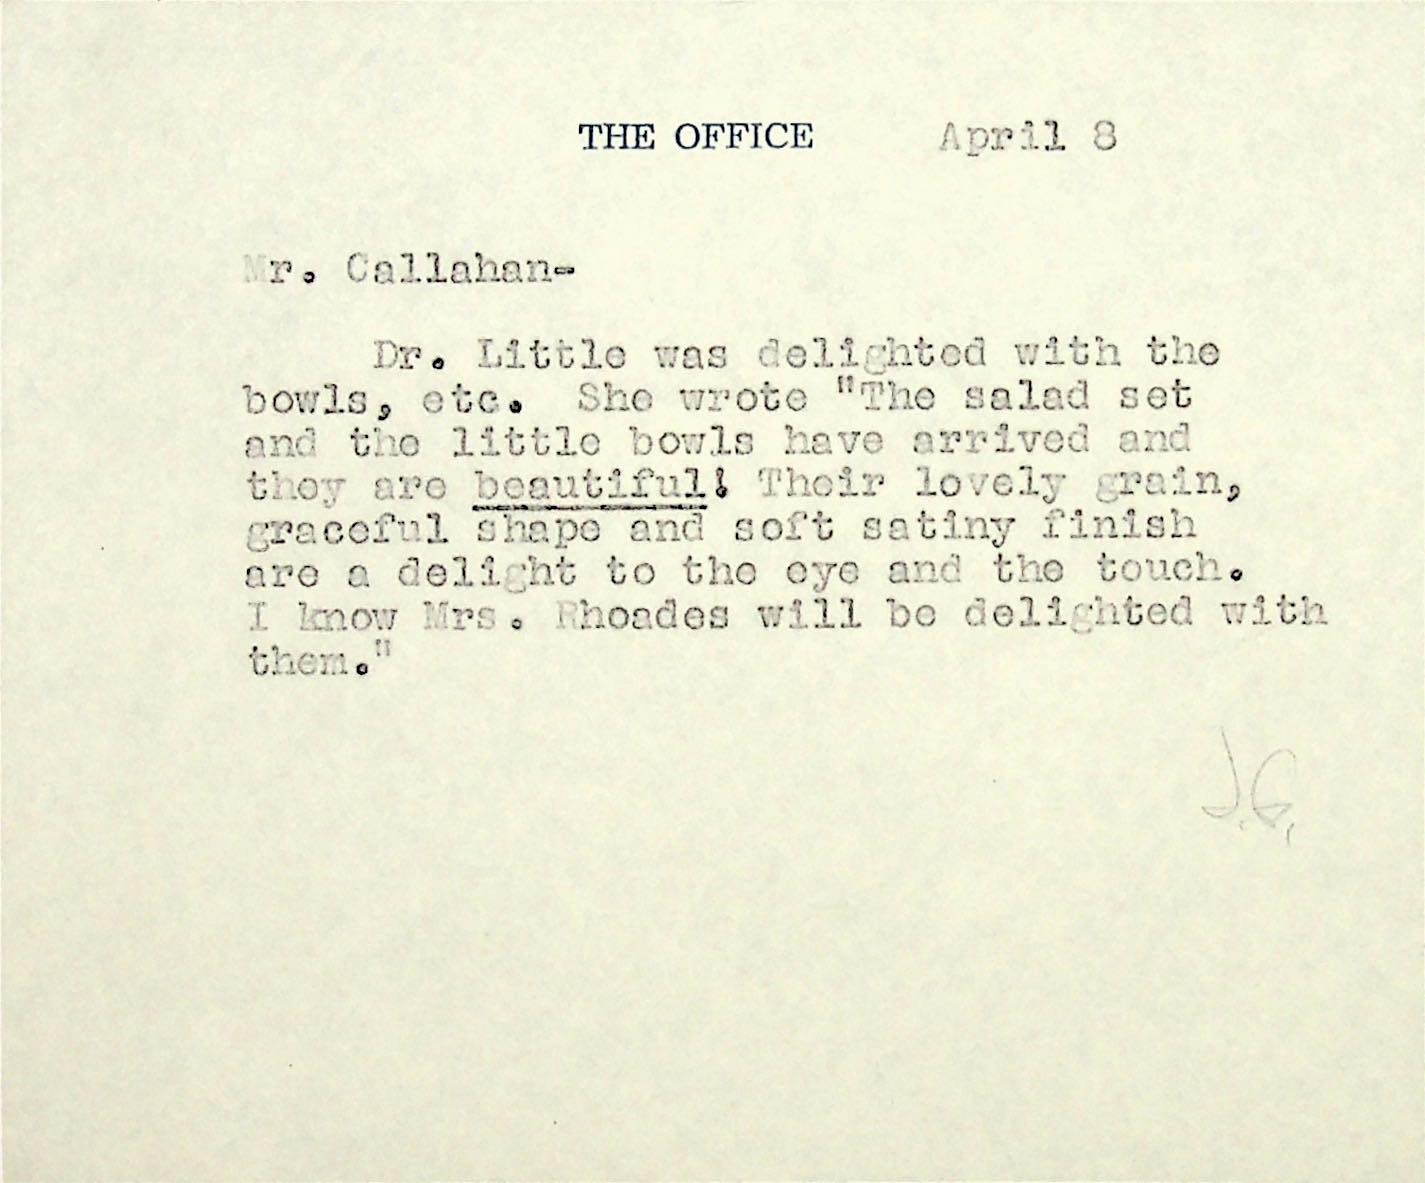 THE OFFICE April 8
Mr. Callahan-
Dr. Little was delighted with the
bowls, etc. She wrote "The salad set
and the little bowls have arrived and
they are beautiful! Their lovely grain,
graceful shape and soft satiny finish
are a delight to the eye and the touch.
I know Mrs. Rhoades will be delighted with
them."
J.G.